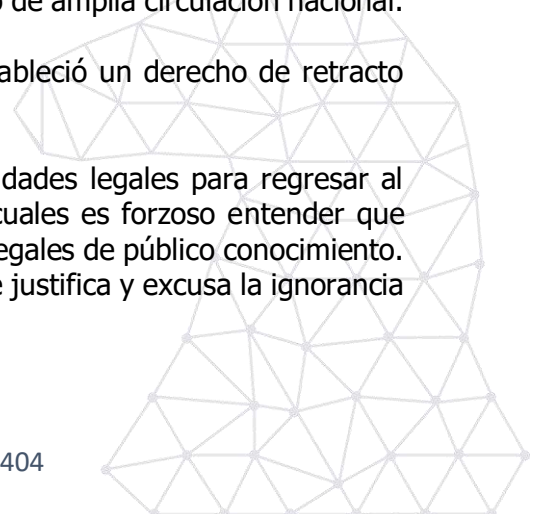 de amplia circulación nacional.
ableció un derecho de retracto
dades legales para regresar al
cuales es forzoso entender que
egales de público conocimiento.
justifica y excusa la ignorancia
404